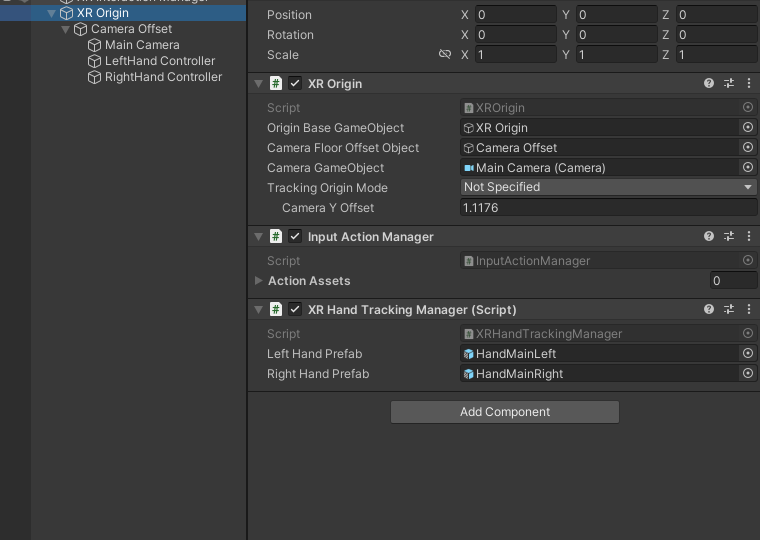 XR Origin
Camera Offset
Main Camera
LeftHand Controller
RightHand Controller
Position X 0 Y 0 Z 0
Rotation X 0 Y 0 Z 0
Scale X 1 Y 1 Z 1
# XR Origin
Script # XROrigin
Origin Base GameObject XR Origin
Camera Floor Offset Object Camera Offset
Camera GameObject Main Camera (Camera)
Tracking Origin Mode Not Specified
Camera Y Offset 1.1176
# Input Action Manager
Script # InputActionManager
Action Assets 0
# XR Hand Tracking Manager (Script)
Script # XRHandTrackingManager
Left Hand Prefab HandMainLeft
Right Hand Prefab HandMainRight
Add Component